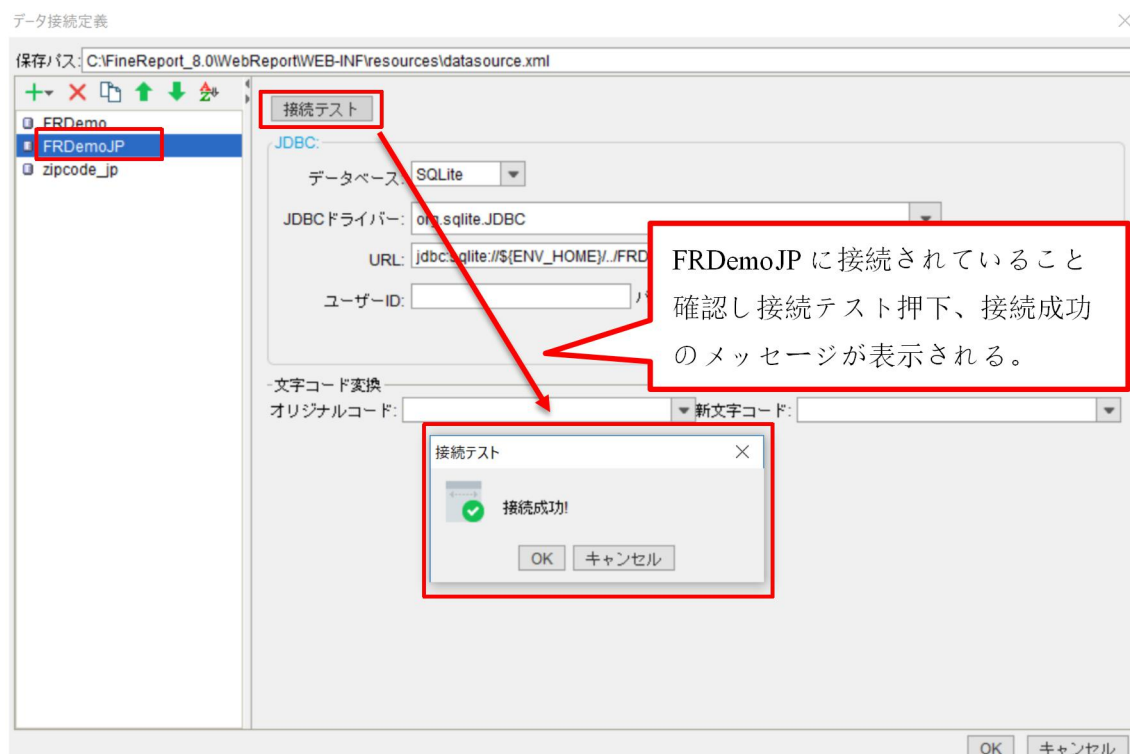 データ接続定義
保存パス: C:\FineReport_8.0\WebReport\WEB-INF\resources\datasource.xml
接続テスト
FRDemo
FRDemoJP
zipcode_jp
JDBC:
データベース: SQLite
JDBCドライバー: org.sqlite.JDBC
URL: jdbc:sqlite://${ENV_HOME}/../FRD
ユーザーID:
FRDemoJP に接続されていること
確認し接続テスト押下、接続成功
のメッセージが表示される。
文字コード変換
オリジナルコード: 新文字コード:
接続テスト
接続成功!
OK キャンセル
OK キャンセル